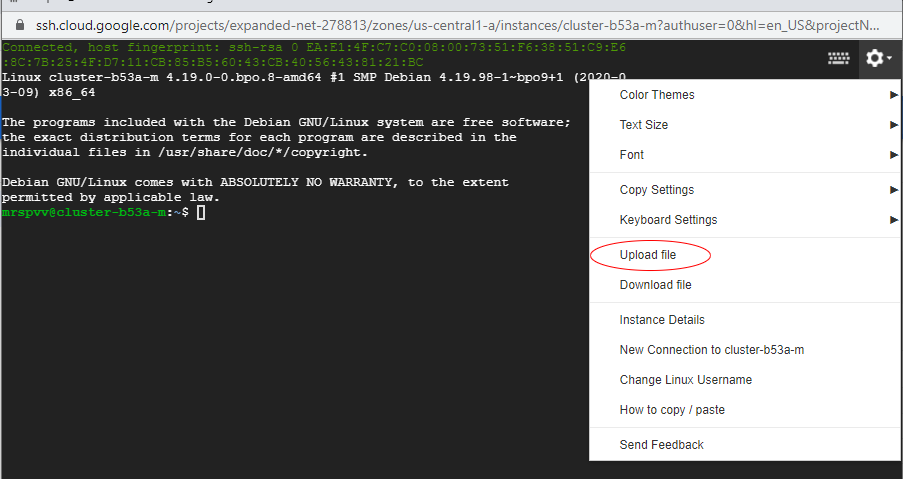 ssh.cloud.google.com/projects/expanded-net-278813/zones/us-central1-a/instances/cluster-b53a-m?authuser=0&hl=en_US&projectN...
Connected, host fingerprint: ssh-rsa 0 EA:E1:4F:C7:C0:08:00:73:51:F6:38:51:C9:E6
:8C:7B:25:4F:D7:11:CB:85:B5:60:43:CB:40:56:43:81:21:BC
Linux cluster-b53a-m 4.19.0-0.bpo.8-amd64 #1 SMP Debian 4.19.98-1~bpo9+1 (2020-0
3-09) x86_64
The programs included with the Debian GNU/Linux system are free software;
the exact distribution terms for each program are described in the
individual files in /usr/share/doc/*/copyright.
Debian GNU/Linux comes with ABSOLUTELY NO WARRANTY, to the extent
permitted by applicable law.
mrspvv@cluster-b53a-m:~$
Color Themes
Text Size
Font
Copy Settings
Keyboard Settings
Upload file
Download file
Instance Details
New Connection to cluster-b53a-m
Change Linux Username
How to copy / paste
Send Feedback